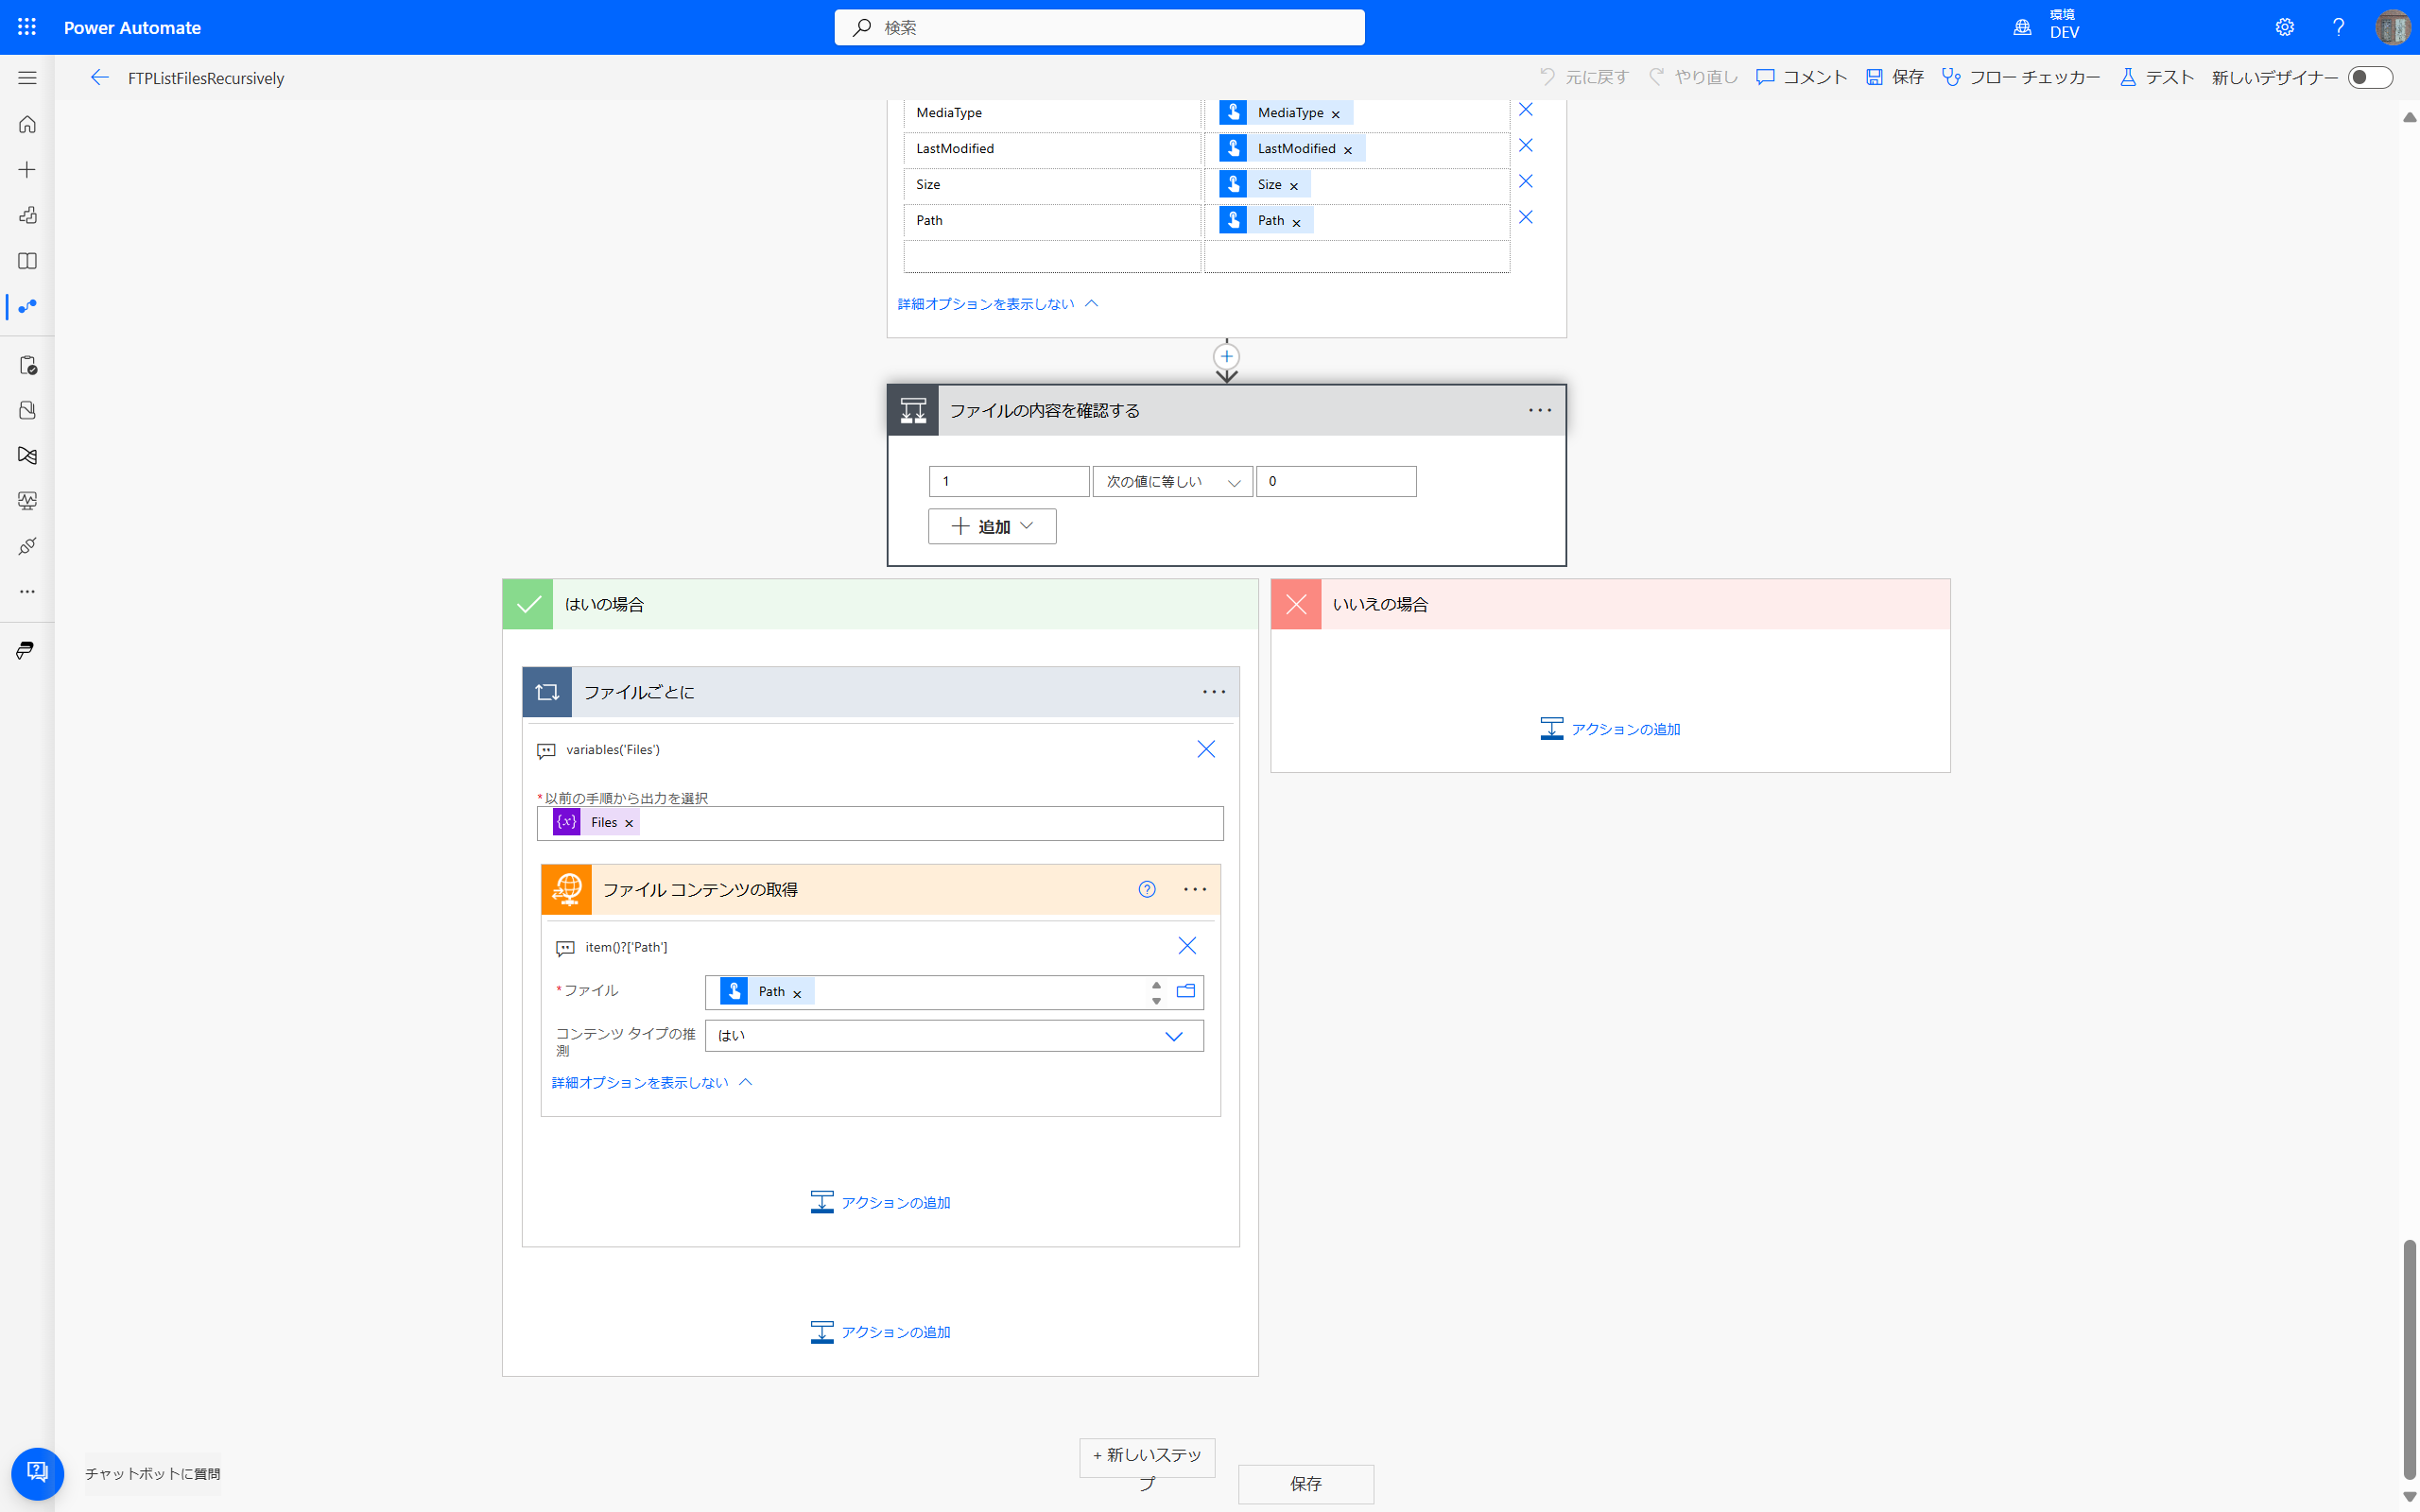 Power Automate
検索
環境
DEV
FTPListFilesRecursively
元に戻す
やり直し
コメント
保存
フロー チェッカー
テスト
新しいデザイナー
MediaType
MediaType ×
LastModified
LastModified ×
Size
Size ×
Path
Path ×
詳細オプションを表示しない
ファイルの内容を確認する
1
次の値に等しい
0
追加
はいの場合
いいえの場合
ファイルごとに
アクションの追加
variables('Files')
*以前の手順から出力を選択
{x} Files ×
ファイル コンテンツの取得
item()?['Path']
*ファイル
Path ×
コンテンツ タイプの推
測
はい
詳細オプションを表示しない
アクションの追加
アクションの追加
+ 新しいステッ
プ
保存
チャットボットに質問